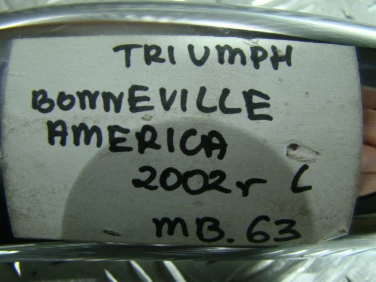 TRIUMPH
BONNEVILLE
AMERICA
2002r L
MB.63